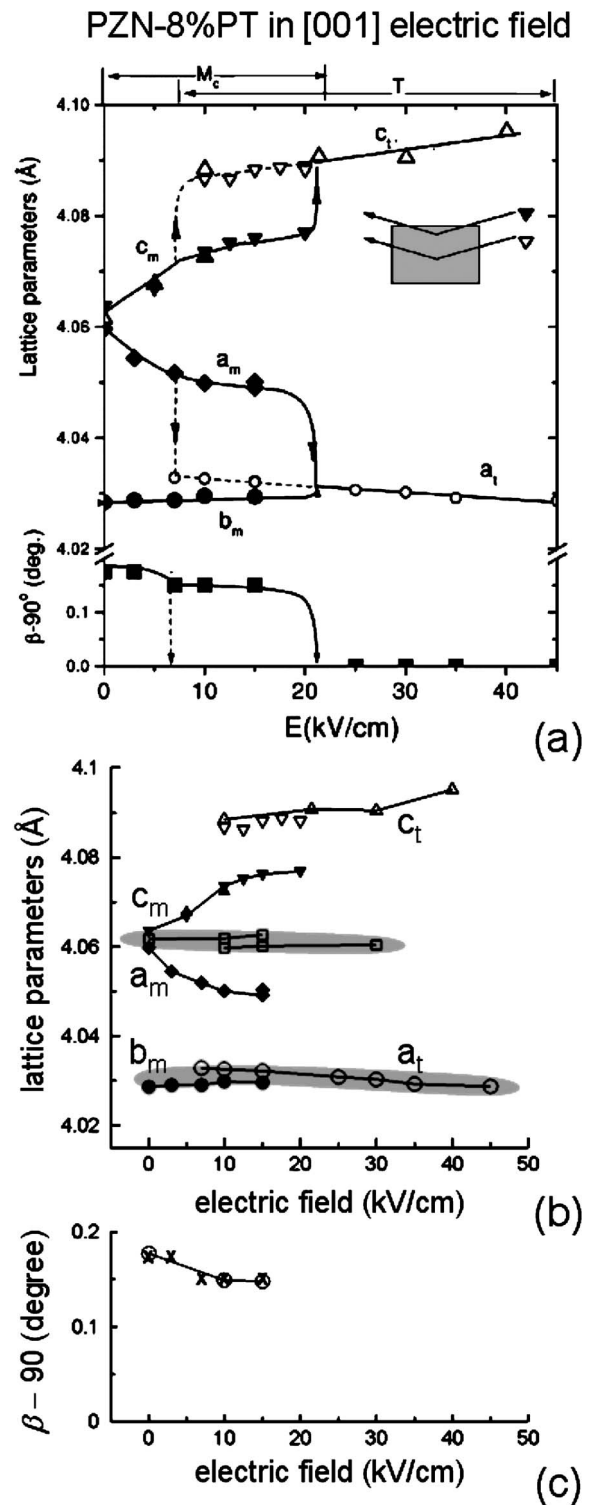 PZN-8%PT in [001] electric field
M_c
T
4.10
4.08
4.06
4.04
4.02
0.1
0.0
Lattice parameters (Å)
β-90° (deg.)
c_t
c_m
a_m
a_t
b_m
0 10 20 30 40
E(kV/cm)
(a)
4.1
4.08
4.06
4.04
4.02
lattice parameters (Å)
c_t
c_m
a_m
b_m
a_t
0 10 20 30 40 50
electric field (kV/cm)
(b)
0.2
0.1
0
β – 90 (degree)
0 10 20 30 40 50
electric field (kV/cm)
(c)